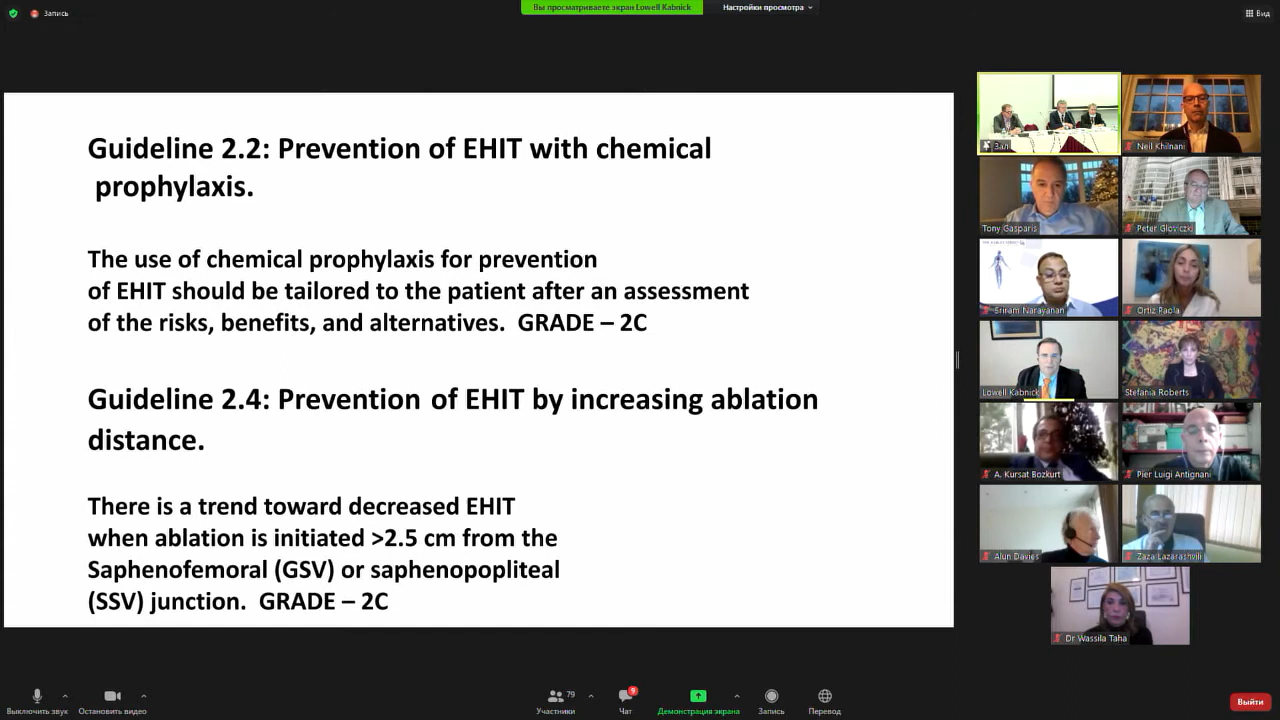 Запись
Вы просматриваете экран Lowell Kabnick
Настройки просмотра
Вид
Guideline 2.2: Prevention of EHIT with chemical
prophylaxis.
The use of chemical prophylaxis for prevention
of EHIT should be tailored to the patient after an assessment
of the risks, benefits, and alternatives. GRADE – 2C
Guideline 2.4: Prevention of EHIT by increasing ablation
distance.
There is a trend toward decreased EHIT
when ablation is initiated >2.5 cm from the
Saphenofemoral (GSV) or saphenopopliteal
(SSV) junction. GRADE – 2C
Зал
Neil Khilnani
Tony Gasparis
Peter Gloviczki
Sriram Narayanan
Ortiz Paola
Lowell Kabnick
Stefania Roberts
A. Kursat Bozkurt
Pier Luigi Antignani
Alun Davies
Zaza Lazarashvili
Dr Wassila Taha
Выключить звук
Остановить видео
79
Участники
9
Чат
Демонстрация экрана
Запись
Перевод
Выйти